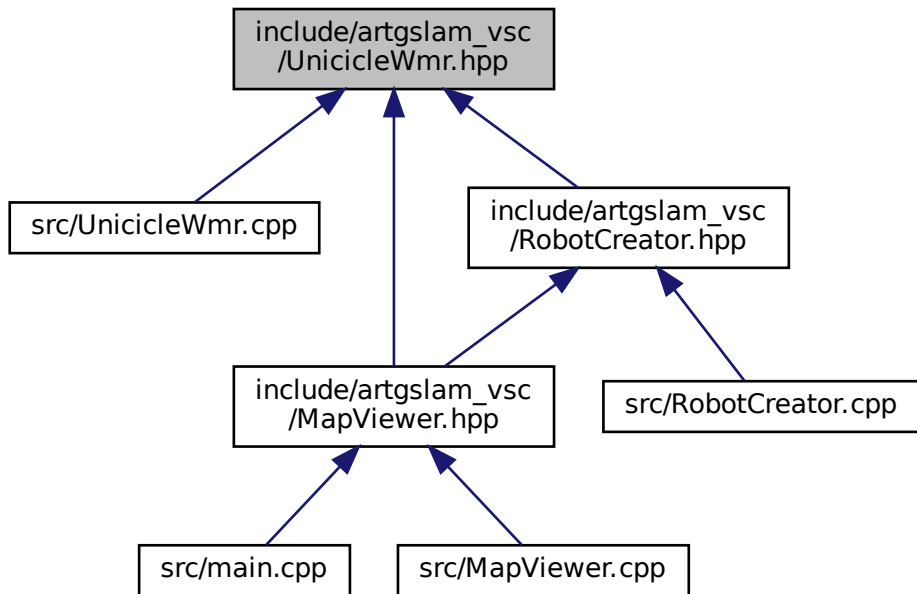 include/artgslam_vsc
/UnicicleWmr.hpp
src/UnicicleWmr.cpp
include/artgslam_vsc
/RobotCreator.hpp
include/artgslam_vsc
/MapViewer.hpp
src/RobotCreator.cpp
src/main.cpp
src/MapViewer.cpp